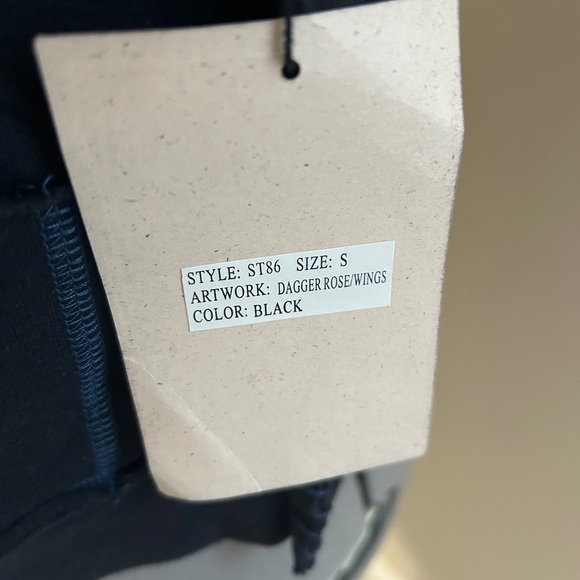 STYLE: ST86 SIZE: S
ARTWORK: DAGGER ROSE/WINGS
COLOR: BLACK